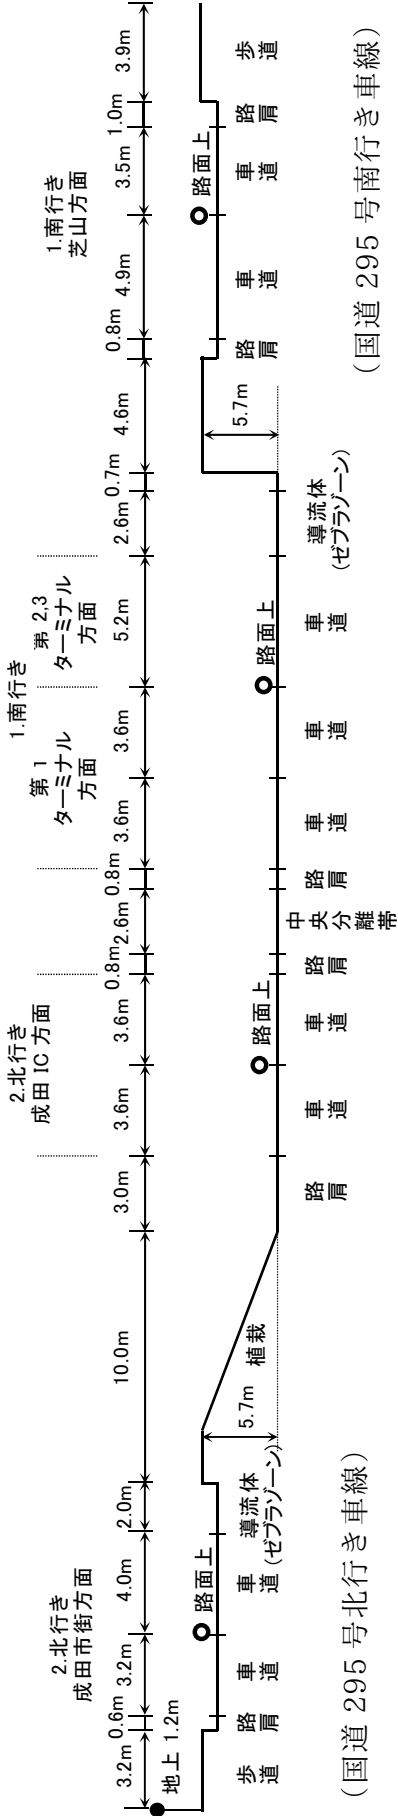 2.北行き
成田市街方面
2.北行き
成田 IC 方面
1.南行き
第 1
ターミナル
方面
第 2,3
ターミナル
方面
1.南行き
芝山方面
3.2m
0.6m
3.2m
4.0m
2.0m
10.0m
3.0m
3.6m
3.6m
0.8m
2.6m
0.8m
3.6m
3.6m
5.2m
2.6m
0.7m
4.6m
0.8m
4.9m
3.5m
1.0m
3.9m
地上 1.2m
路面上
5.7m
植栽
路面上
路面上
5.7m
路面上
歩道
路肩
車道
車道
導流体
(ゼブラゾーン)
路肩
車道
車道
路肩
中央分離帯
路肩
車道
車道
車道
導流体
(ゼブラゾーン)
路肩
車道
車道
路肩
歩道
(国道 295 号北行き車線)
(国道 295 号南行き車線)